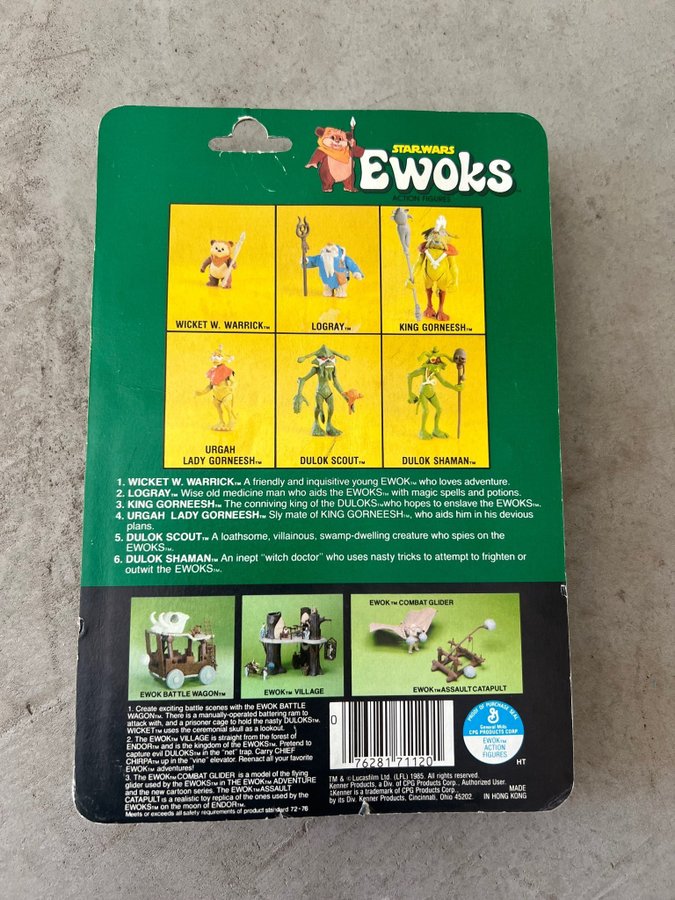 STAR WARS
Ewoks
ACTION FIGURES
WICKET W. WARRICK™
LOGRAY™
KING GORNEESH™
URGAH
LADY GORNEESH™
DULOK SCOUT™
DULOK SHAMAN™
1. WICKET W. WARRICK™ A friendly and inquisitive young EWOK™ who loves adventure.
2. LOGRAY™ Wise old medicine man who aids the EWOKS™ with magic spells and potions.
3. KING GORNEESH™ The conniving king of the DULOKS™ who hopes to enslave the EWOKS™.
4. URGAH LADY GORNEESH™ Sly mate of KING GORNEESH™, who aids him in his devious
plans.
5. DULOK SCOUT™ A loathsome, villainous, swamp-dwelling creature who spies on the
EWOKS™.
6. DULOK SHAMAN™ An inept "witch doctor" who uses nasty tricks to attempt to frighten or
outwit the EWOKS™.
EWOK BATTLE WAGON™
EWOK™ VILLAGE
EWOK™ COMBAT GLIDER
EWOK™ ASSAULT CATAPULT
1. Create exciting battle scenes with the EWOK BATTLE
WAGON™. There is a manually-operated battering ram to
attack with, and a prisoner cage to hold the nasty DULOKS™.
WICKET™ uses the ceremonial skull as a lookout.
2. The EWOK™ VILLAGE is straight from the forest of
ENDOR™ and is the kingdom of the EWOKS™. Pretend to
capture evil DULOKS™ in the "net" trap. Carry CHIEF
CHIRPA™ up in the "vine" elevator. Reenact all your favorite
EWOK™ adventures!
3. The EWOK™ COMBAT GLIDER is a model of the flying
glider used by the EWOKS™ in THE EWOK™ ADVENTURE
and the new cartoon series. The EWOK™ ASSAULT
CATAPULT is a realistic toy replica of the ones used by the
EWOKS™ on the moon of ENDOR™.
Meets or exceeds all safety requirements of product standard 72-76
0
76281 71120
PROOF OF PURCHASE SEAL
General Mills
CPG PRODUCTS CORP
EWOK™
ACTION
FIGURES
HT
TM & © Lucasfilm Ltd. (LFL) 1985. All rights reserved.
Kenner Products, a Div. of CPG Products Corp., Authorized User.
‡Kenner is a trademark of CPG Products Corp.,
by its Div. Kenner Products, Cincinnati, Ohio 45202.
MADE
IN HONG KONG